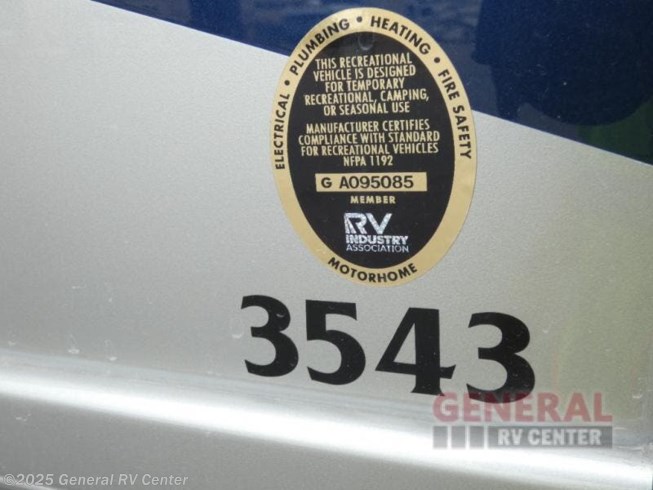 ELECTRICAL • PLUMBING • HEATING • FIRE SAFETY
THIS RECREATIONAL
VEHICLE IS DESIGNED
FOR TEMPORARY
RECREATIONAL, CAMPING,
OR SEASONAL USE
MANUFACTURER CERTIFIES
COMPLIANCE WITH STANDARD
FOR RECREATIONAL VEHICLES
NFPA 1192
G A095085
MEMBER
RV
INDUSTRY
ASSOCIATION
MOTORHOME
3543
GENERAL
RV CENTER
©2025 General RV Center